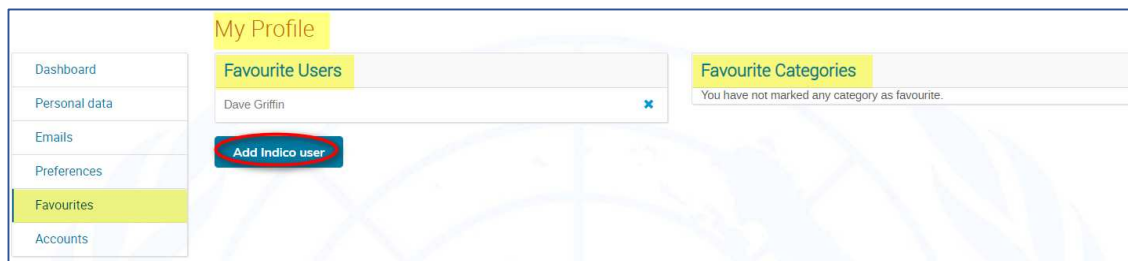 My Profile
Dashboard
Personal data
Emails
Preferences
Favourites
Accounts
Favourite Users
Dave Griffin
Add Indico user
Favourite Categories
You have not marked any category as favourite.